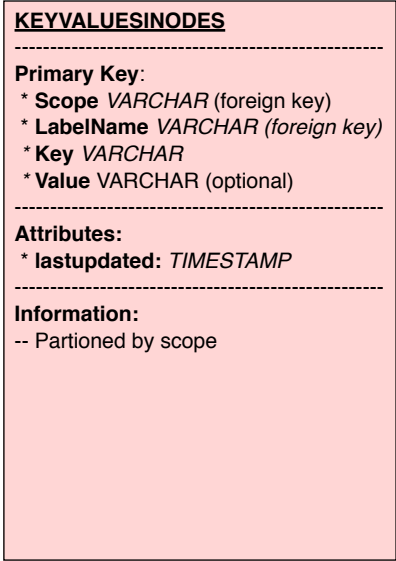 KEYVALUESINODES
----------------------------------------------------
Primary Key:
* Scope VARCHAR (foreign key)
* LabelName VARCHAR (foreign key)
* Key VARCHAR
* Value VARCHAR (optional)
----------------------------------------------------
Attributes:
* lastupdated: TIMESTAMP
----------------------------------------------------
Information:
-- Partioned by scope